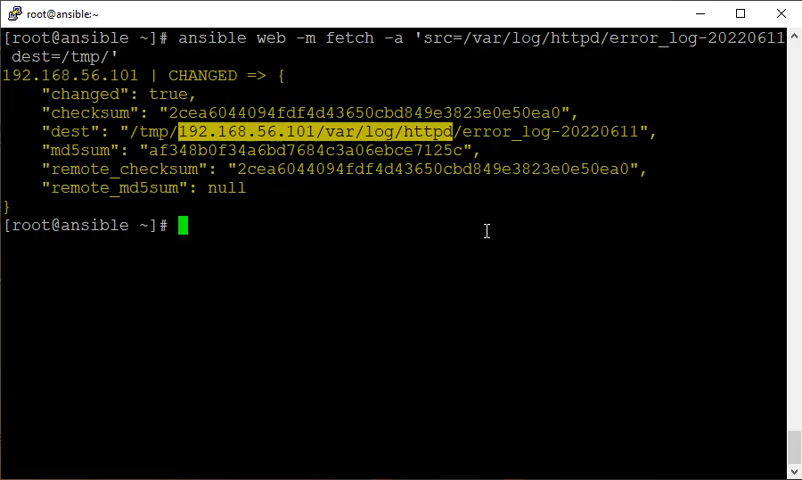 root@ansible:~
[root@ansible ~]# ansible web -m fetch -a 'src=/var/log/httpd/error_log-20220611
 dest=/tmp/'
192.168.56.101 | CHANGED => {
    "changed": true,
    "checksum": "2cea6044094fdf4d43650cbd849e3823e0e50ea0",
    "dest": "/tmp/192.168.56.101/var/log/httpd/error_log-20220611",
    "md5sum": "af348b0f34a6bd7684c3a06ebce7125c",
    "remote_checksum": "2cea6044094fdf4d43650cbd849e3823e0e50ea0",
    "remote_md5sum": null
}
[root@ansible ~]#